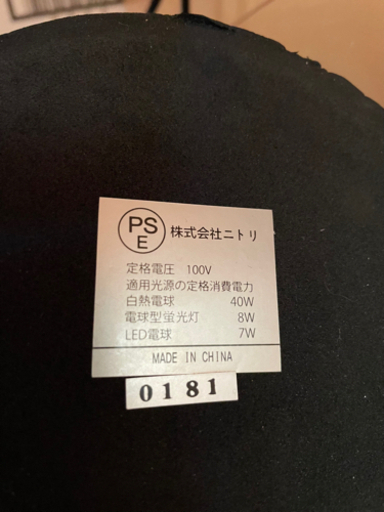 PS
E
株式会社ニトリ
定格電圧 100V
適用光源の定格消費電力
白熱電球 40W
電球型蛍光灯 8W
LED電球 7W
MADE IN CHINA
0181